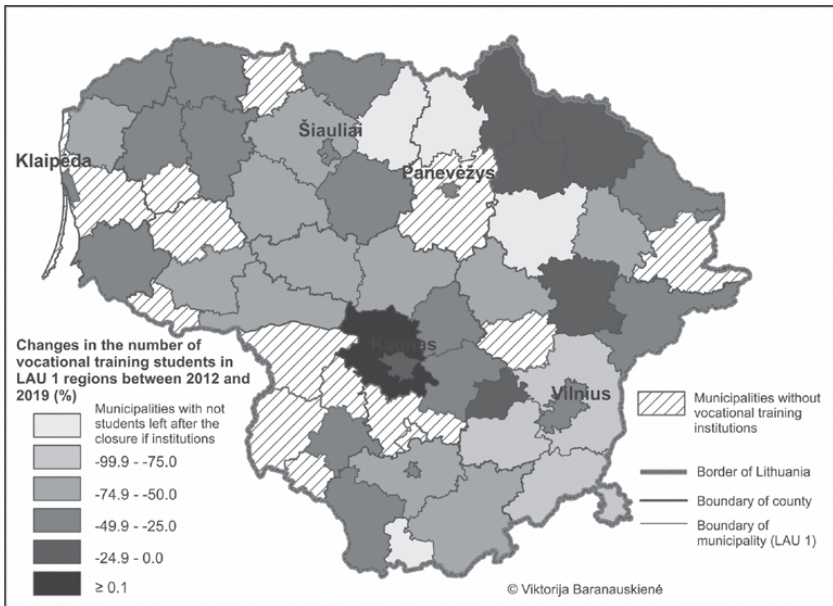 Šiauliai
Klaipėda
Panevėžys
Kaunas
Vilnius
Changes in the number of
vocational training students in
LAU 1 regions between 2012 and
2019 (%)
Municipalities with not
students left after the
closure if institutions
-99.9 - -75.0
-74.9 - -50.0
-49.9 - -25.0
-24.9 - 0.0
≥ 0.1
Municipalities without
vocational training
institutions
Border of Lithuania
Boundary of county
Boundary of
municipality (LAU 1)
© Viktorija Baranauskienė